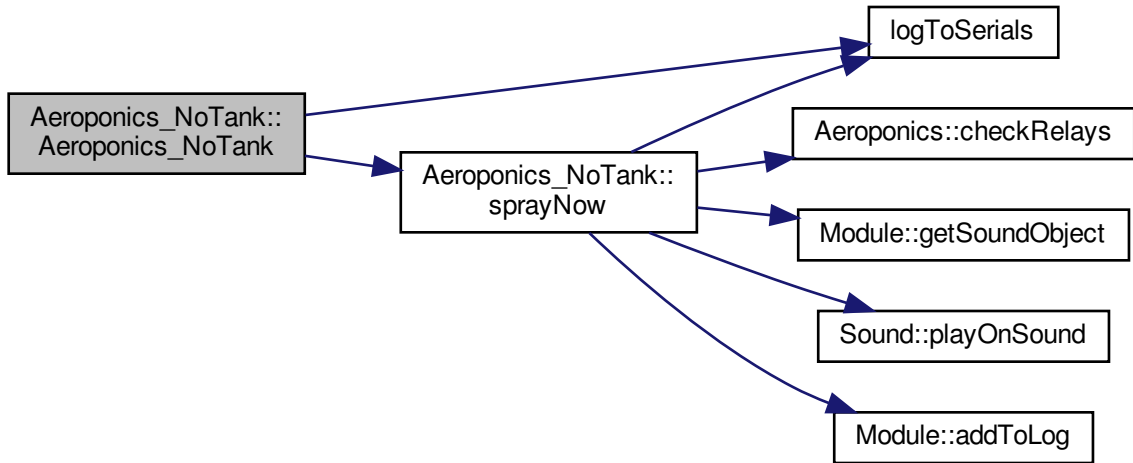 Aeroponics_NoTank::
Aeroponics_NoTank
Aeroponics_NoTank::
sprayNow
logToSerials
Aeroponics::checkRelays
Module::getSoundObject
Sound::playOnSound
Module::addToLog